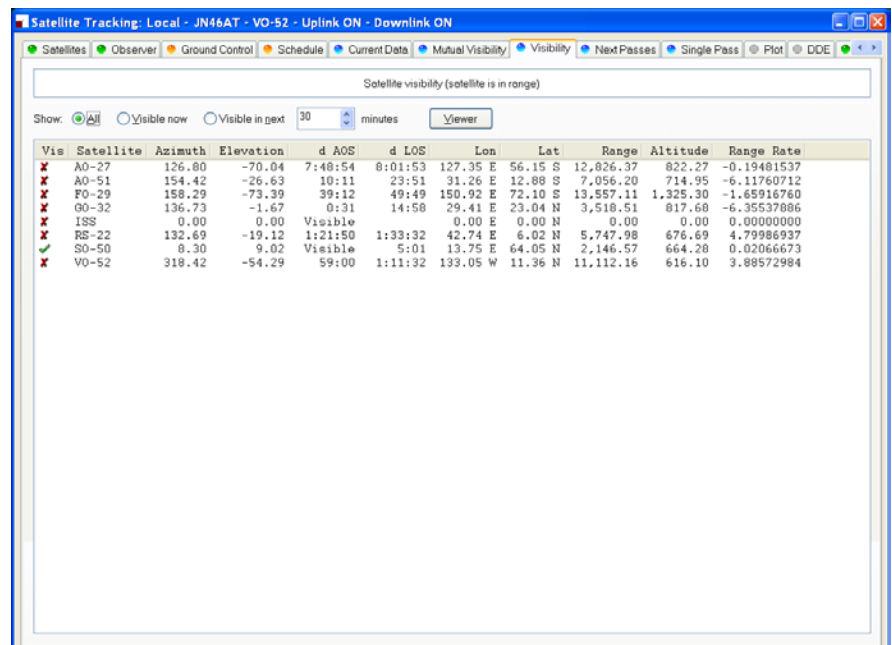 Satellite Tracking: Local - JN46AT - VO-52 - Uplink ON - Downlink ON
Satellites Observer Ground Control Schedule Current Data Mutual Visibility Visibility Next Passes Single Pass Plot DDE
Satellite visibility (satellite is in range)
Show: All Visible now Visible in next 30 minutes Viewer
Vis Satellite Azimuth Elevation d AOS d LOS Lon Lat Range Altitude Range Rate
AO-27 126.80 -70.04 7:48:54 8:01:53 127.35 E 56.15 S 12,826.37 822.27 -0.19481537
AO-51 154.42 -26.63 10:11 23:51 31.26 E 12.88 S 7,056.20 714.95 -6.11760712
FO-29 158.29 -73.39 39:12 49:49 150.92 E 72.10 S 13,557.11 1,325.30 -1.65916760
GO-32 136.73 -1.67 0:31 14:58 29.41 E 23.04 N 3,518.51 817.68 -6.35537886
ISS 0.00 0.00 Visible 0.00 E 0.00 N 0.00 0.00 0.00000000
RS-22 132.69 -19.12 1:21:50 1:33:32 42.74 E 6.02 N 5,747.98 676.69 4.79986937
SO-50 8.30 9.02 Visible 5:01 13.75 E 64.05 N 2,146.57 664.28 0.02066673
VO-52 318.42 -54.29 59:00 1:11:32 133.05 W 11.36 N 11,112.16 616.10 3.88572984